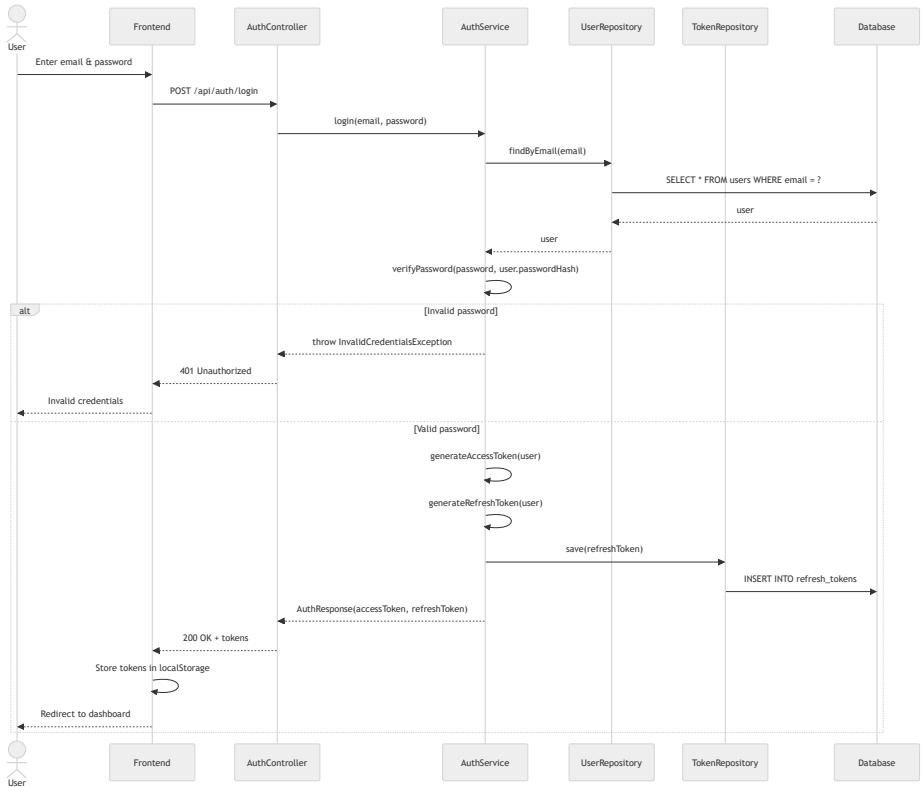 Frontend
AuthController
AuthService
UserRepository
TokenRepository
Database
User
Enter email & password
POST /api/auth/login
login(email, password)
findByEmail(email)
SELECT * FROM users WHERE email = ?
user
user
verifyPassword(password, user.passwordHash)
alt
[Invalid password]
throw InvalidCredentialsException
401 Unauthorized
Invalid credentials
[Valid password]
generateAccessToken(user)
generateRefreshToken(user)
save(refreshToken)
INSERT INTO refresh_tokens
AuthResponse(accessToken, refreshToken)
200 OK + tokens
Store tokens in localStorage
Redirect to dashboard
Frontend
AuthController
AuthService
UserRepository
TokenRepository
Database
User